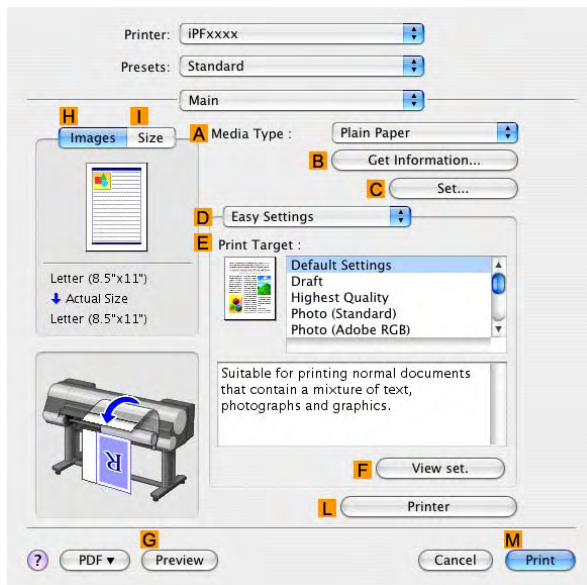 Printer: iPFxxxx
Presets: Standard
Main
H I
Images Size
A Media Type : Plain Paper
B Get Information...
C Set...
D Easy Settings
E Print Target :
Default Settings
Draft
Highest Quality
Photo (Standard)
Photo (Adobe RGB)
Letter (8.5"x11")
Actual Size
Letter (8.5"x11")
Suitable for printing normal documents
that contain a mixture of text,
photographs and graphics.
R
F View set.
L Printer
G M
? PDF▼ Preview Cancel Print